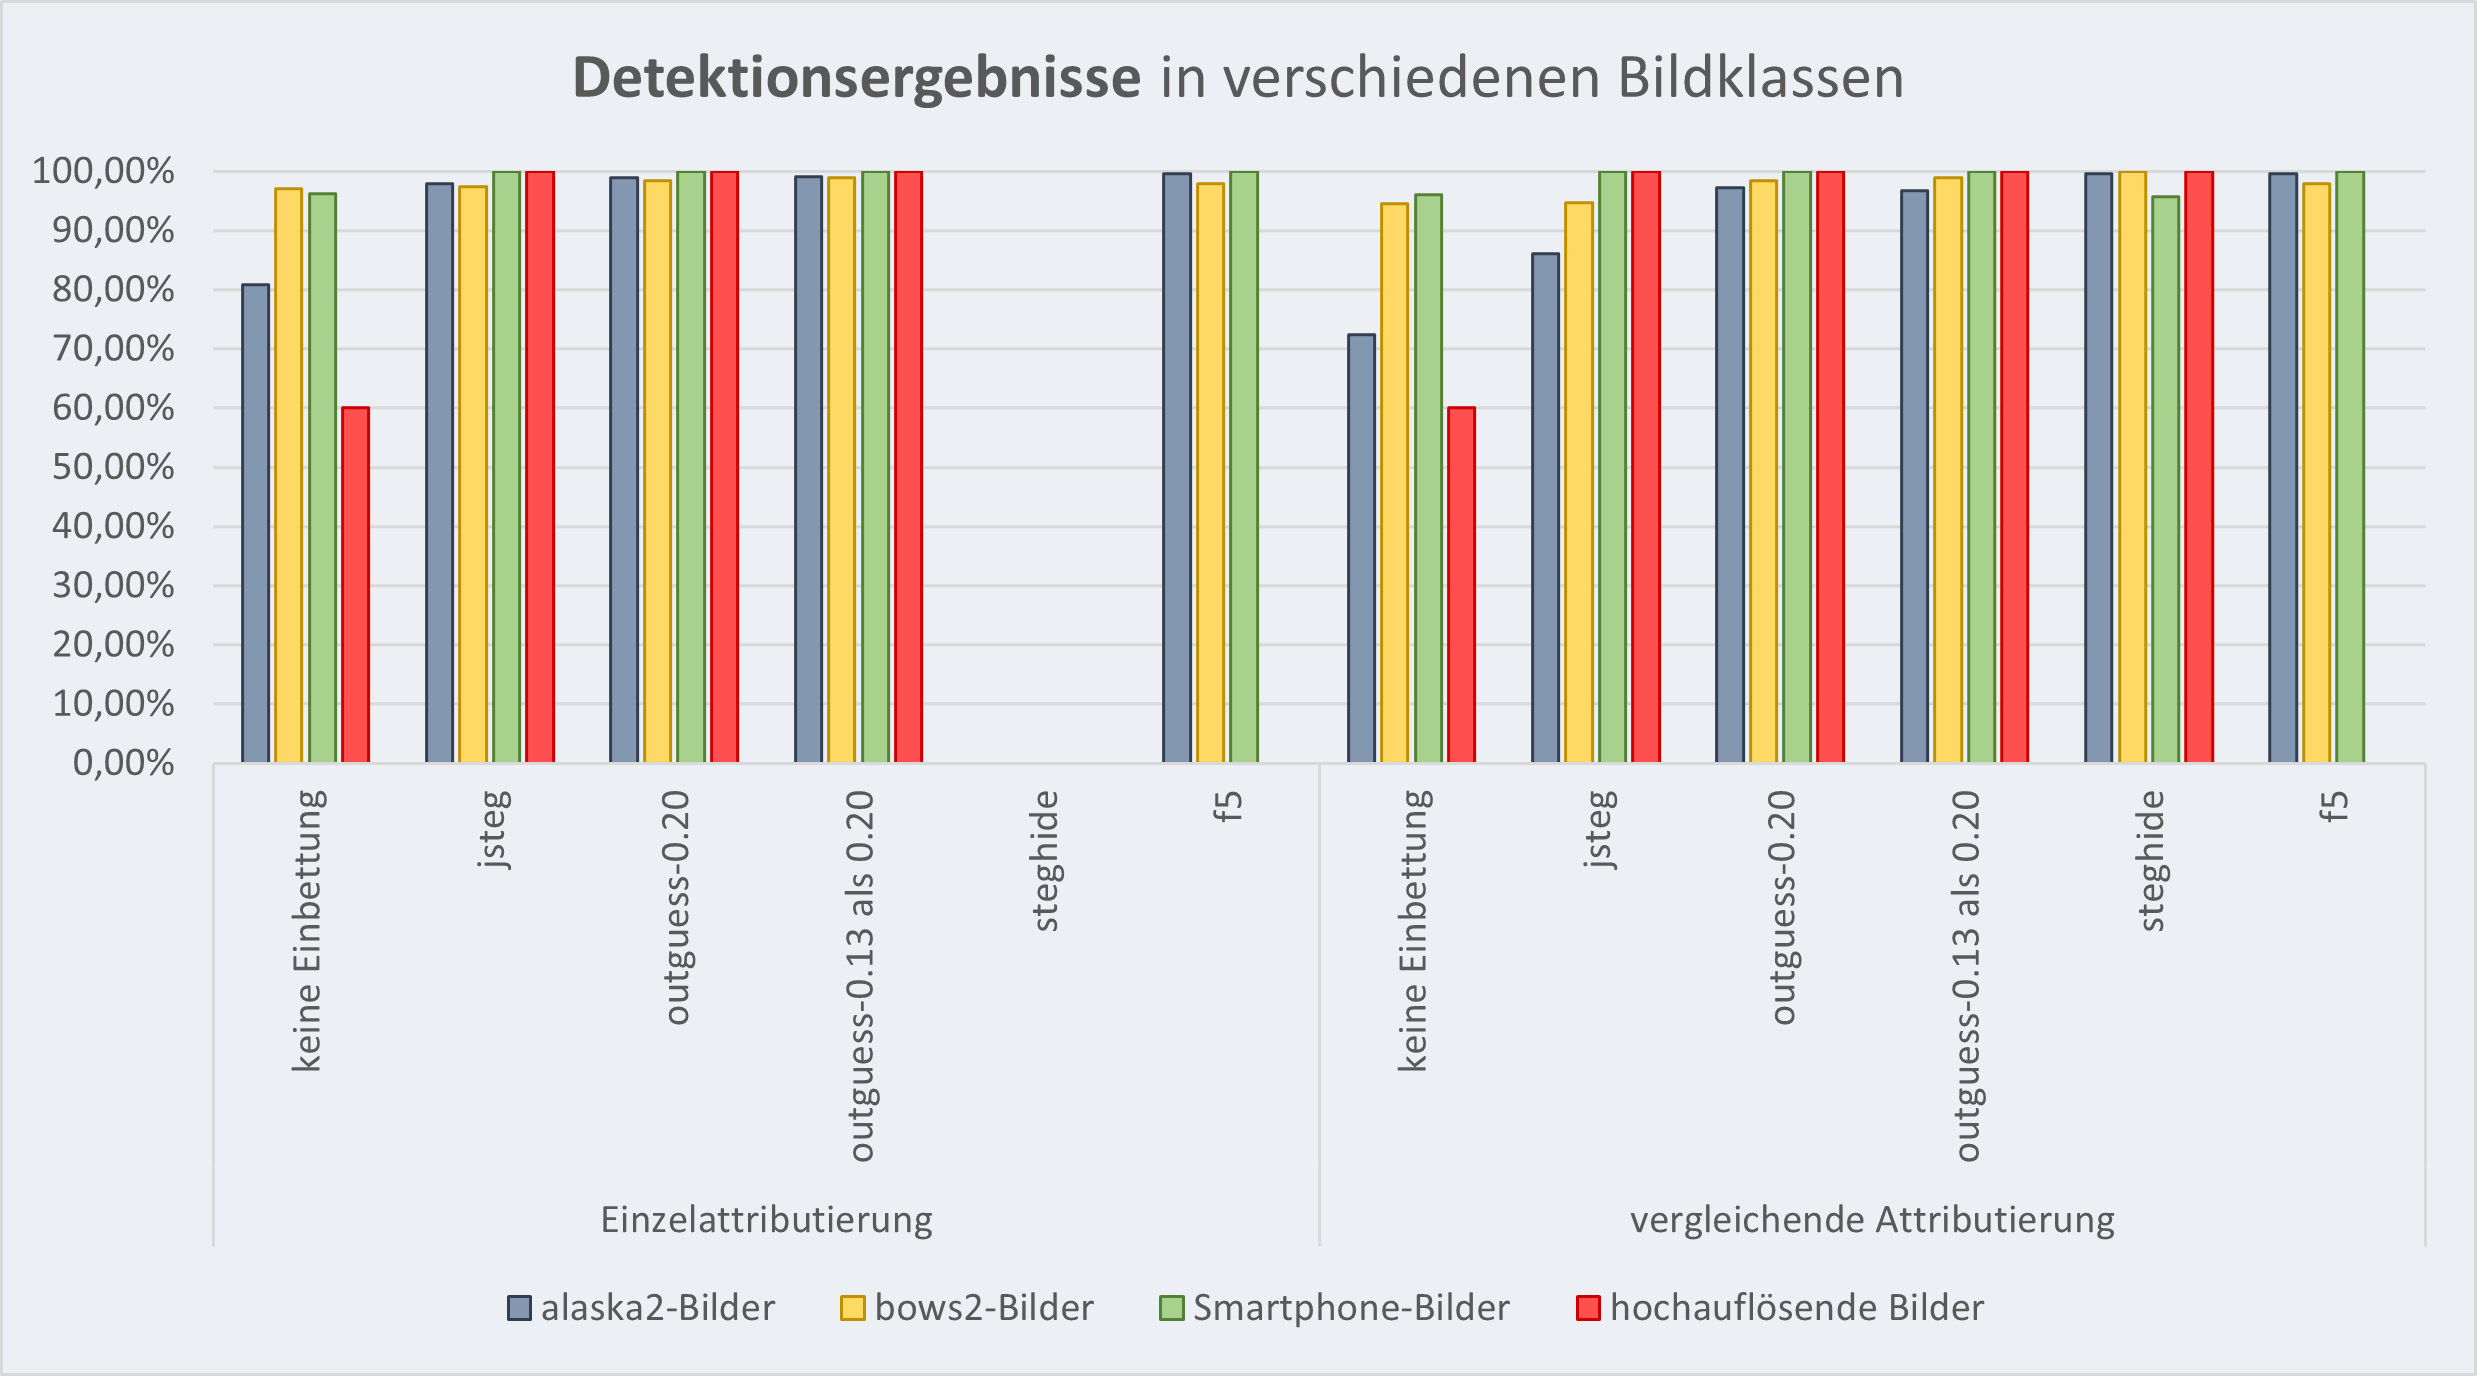 Detektionsergebnisse in verschiedenen Bildklassen
100,00%
90,00%
80,00%
70,00%
60,00%
50,00%
40,00%
30,00%
20,00%
10,00%
0,00%
keine Einbettung
jsteg
outguess-0.20
outguess-0.13 als 0.20
steghide
f5
keine Einbettung
jsteg
outguess-0.20
outguess-0.13 als 0.20
steghide
f5
Einzelattributierung
vergleichende Attributierung
alaska2-Bilder
bows2-Bilder
Smartphone-Bilder
hochauflösende Bilder